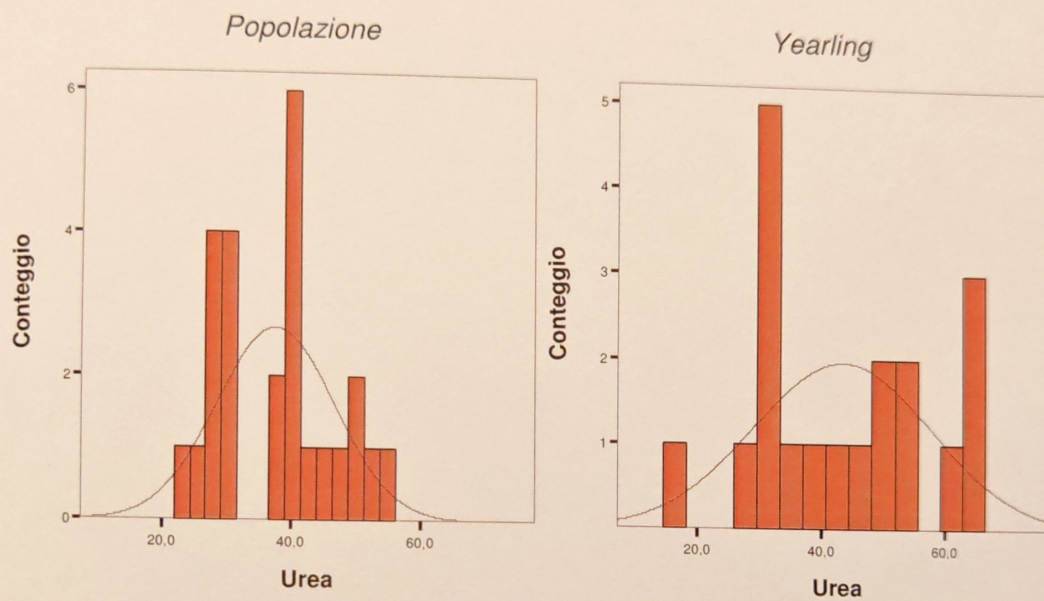 Popolazione
Conteggio
6
4
2
0
20,0
40,0
60,0
Urea
Yearling
Conteggio
5
4
3
2
1
20,0
40,0
60,0
Urea